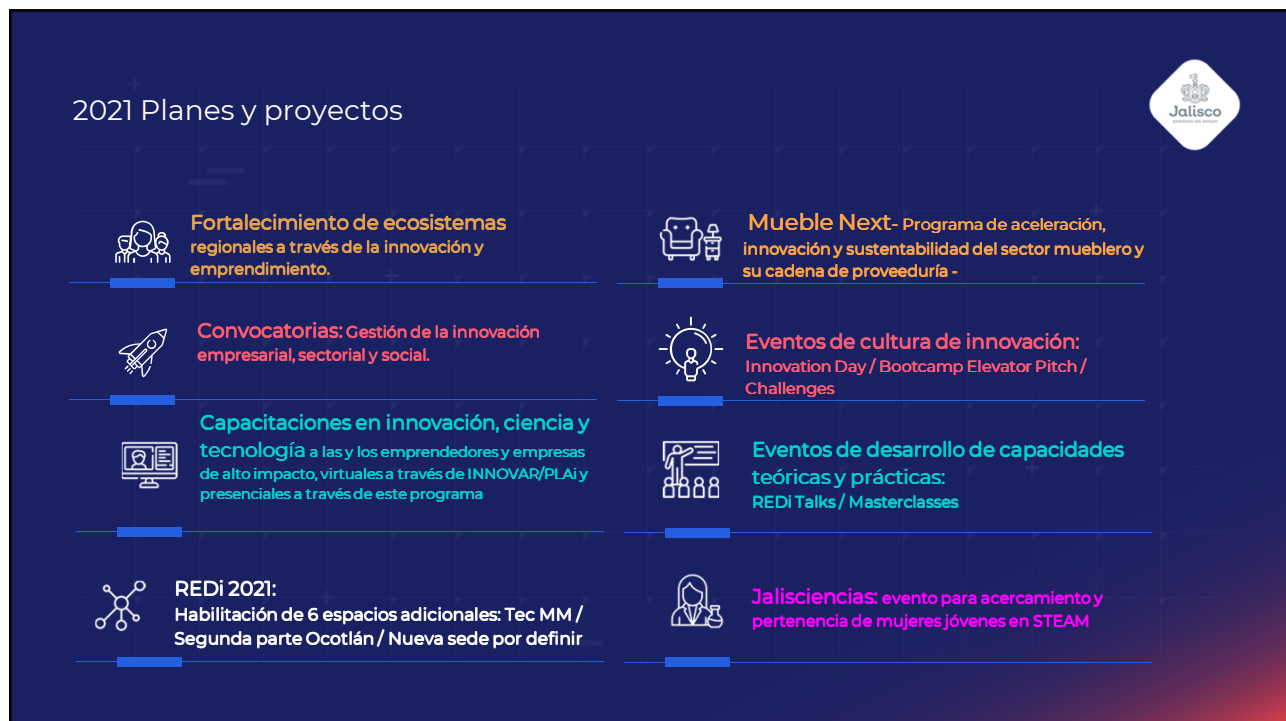 2021 Planes y proyectos
Jalisco
GOBIERNO DEL ESTADO
Fortalecimiento de ecosistemas
regionales a través de la innovación y
emprendimiento.
Convocatorias: Gestión de la innovación
empresarial, sectorial y social.
Capacitaciones en innovación, ciencia y
tecnología a las y los emprendedores y empresas
de alto impacto, virtuales a través de INNOVAR/PLAi y
presenciales a través de este programa
REDi 2021:
Habilitación de 6 espacios adicionales: Tec MM /
Segunda parte Ocotlán / Nueva sede por definir
Mueble Next- Programa de aceleración,
innovación y sustentabilidad del sector mueblero y
su cadena de proveeduría -
Eventos de cultura de innovación:
Innovation Day / Bootcamp Elevator Pitch /
Challenges
Eventos de desarrollo de capacidades
teóricas y prácticas:
REDi Talks / Masterclasses
Jalisciencias: evento para acercamiento y
pertenencia de mujeres jóvenes en STEAM